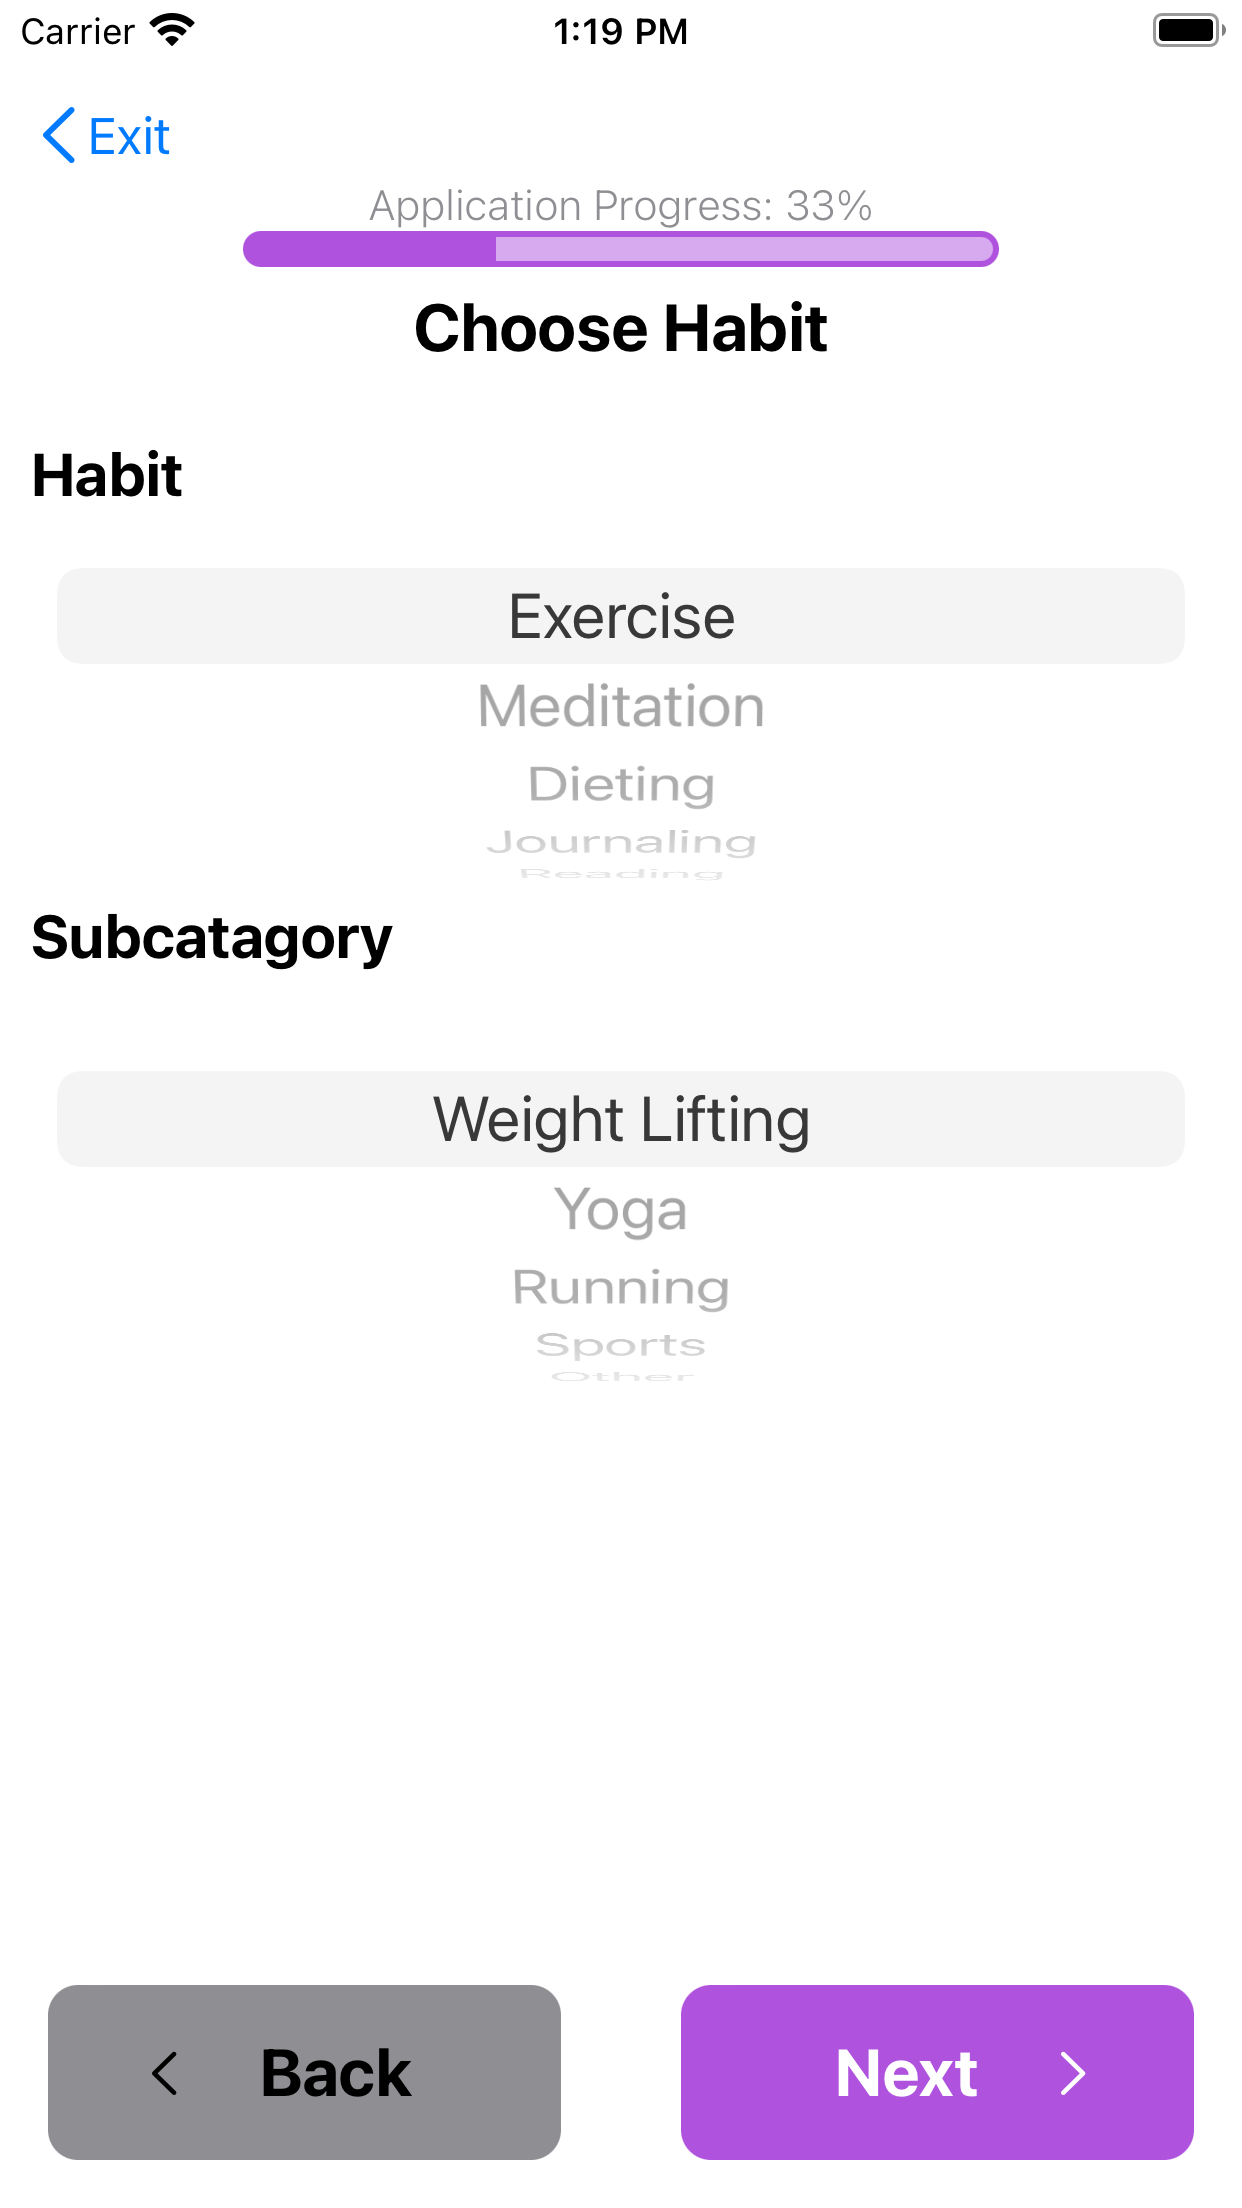 Carrier 1:19 PM
Exit
Application Progress: 33%
Choose Habit
Habit
Exercise
Meditation
Dieting
Journaling
Reading
Subcatagory
Weight Lifting
Yoga
Running
Sports
Other
Back Next